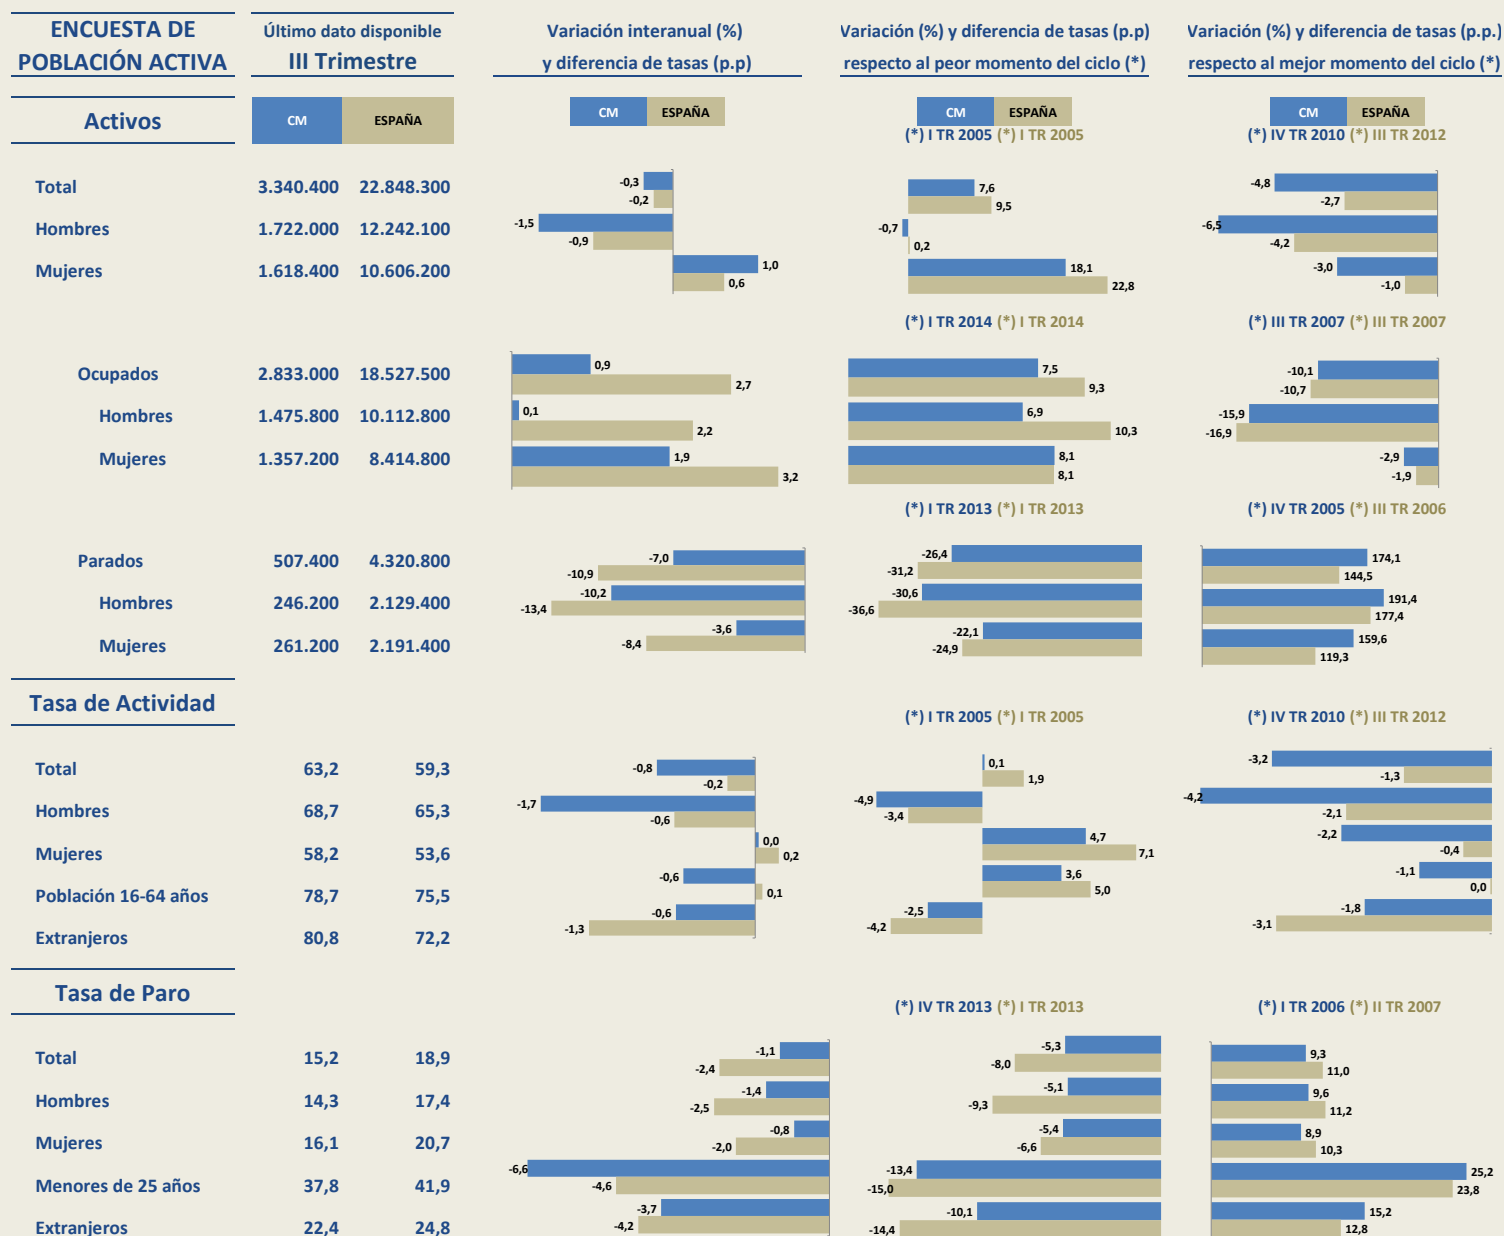 ENCUESTA DE
POBLACIÓN ACTIVA
Último dato disponible
III Trimestre
Variación interanual (%)
y diferencia de tasas (p.p)
Variación (%) y diferencia de tasas (p.p)
respecto al peor momento del ciclo (*)
Variación (%) y diferencia de tasas (p.p.)
respecto al mejor momento del ciclo (*)
Activos
CM ESPAÑA
CM ESPAÑA
CM ESPAÑA
CM ESPAÑA
(*) I TR 2005 (*) I TR 2005
(*) IV TR 2010 (*) III TR 2012
Total 3.340.400 22.848.300 -0,3 -0,2 7,6 9,5 -4,8 -2,7
Hombres 1.722.000 12.242.100 -1,5 -0,9 -0,7 0,2 -6,5 -4,2
Mujeres 1.618.400 10.606.200 1,0 0,6 18,1 22,8 -3,0 -1,0
(*) I TR 2014 (*) I TR 2014
(*) III TR 2007 (*) III TR 2007
Ocupados 2.833.000 18.527.500 0,9 2,7 7,5 9,3 -10,1 -10,7
Hombres 1.475.800 10.112.800 0,1 2,2 6,9 10,3 -15,9 -16,9
Mujeres 1.357.200 8.414.800 1,9 3,2 8,1 8,1 -2,9 -1,9
(*) I TR 2013 (*) I TR 2013
(*) IV TR 2005 (*) III TR 2006
Parados 507.400 4.320.800 -7,0 -10,9 -26,4 -31,2 174,1 144,5
Hombres 246.200 2.129.400 -10,2 -13,4 -30,6 -36,6 191,4 177,4
Mujeres 261.200 2.191.400 -3,6 -8,4 -22,1 -24,9 159,6 119,3
Tasa de Actividad
(*) I TR 2005 (*) I TR 2005
(*) IV TR 2010 (*) III TR 2012
Total 63,2 59,3 -0,8 -0,2 0,1 1,9 -3,2 -1,3
Hombres 68,7 65,3 -1,7 -0,6 -4,9 -3,4 -4,2 -2,1
Mujeres 58,2 53,6 0,0 0,2 4,7 7,1 -2,2 -0,4
Población 16-64 años 78,7 75,5 -0,6 0,1 3,6 5,0 -1,1 0,0
Extranjeros 80,8 72,2 -0,6 -1,3 -2,5 -4,2 -1,8 -3,1
Tasa de Paro
(*) IV TR 2013 (*) I TR 2013
(*) I TR 2006 (*) II TR 2007
Total 15,2 18,9 -1,1 -2,4 -5,3 -8,0 9,3 11,0
Hombres 14,3 17,4 -1,4 -2,5 -5,1 -9,3 9,6 11,2
Mujeres 16,1 20,7 -0,8 -2,0 -5,4 -6,6 8,9 10,3
Menores de 25 años 37,8 41,9 -6,6 -4,6 -13,4 -15,0 25,2 23,8
Extranjeros 22,4 24,8 -3,7 -4,2 -10,1 -14,4 15,2 12,8